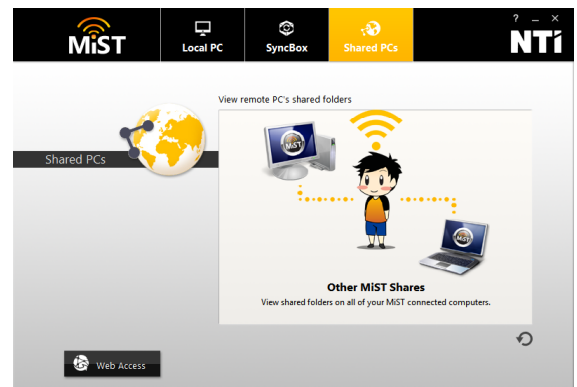 MiST
Local PC
SyncBox
Shared PCs
? _ ×
NTI
View remote PC's shared folders
Shared PCs
MiST
MiST
Other MiST Shares
View shared folders on all of your MiST connected computers.
Web Access